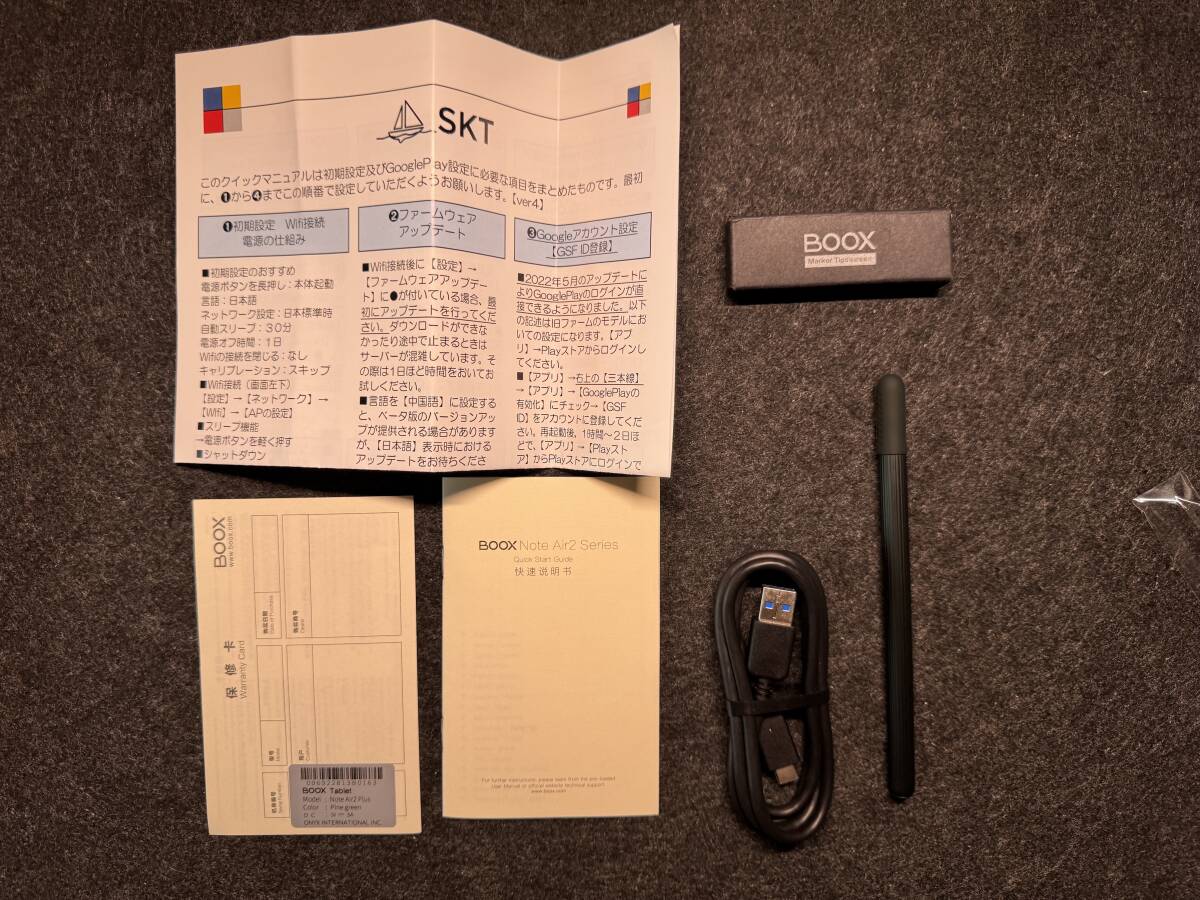 SKT
このクイックマニュアルは初期設定及びGooglePlay設定に必要な項目をまとめたものです。最初
に、❶から❹までこの順番で設定していただくようお願いします。【ver4】
❶初期設定　Wifi接続
電源の仕組み
■初期設定のおすすめ
電源ボタンを長押し：本体起動
言語：日本語
ネットワーク設定：日本標準時
自動スリープ：３０分
電源オフ時間：１日
Wifiの接続を閉じる：なし
キャリブレーション：スキップ
■Wifi接続（画面左下）
【設定】→【ネットワーク】→
【Wifi】→【APの設定】
■スリープ機能
→電源ボタンを軽く押す
■シャットダウン
❷ファームウェア
アップデート
■Wifi接続後に【設定】→
【ファームウェアアップデー
ト】に●が付いている場合、最
初にアップデートを行ってくだ
さい。ダウンロードができな
かったり途中で止まるときは
サーバーが混雑しています。そ
の際は1日ほど時間をおいてお
試しください。
■言語を【中国語】に設定する
と、ベータ版のバージョンアッ
プが提供される場合があります
が、【日本語】表示時における
アップデートをお待ちくださ
❸Googleアカウント設定
【GSF ID登録】
■2022年5月のアップデートに
よりGooglePlayのログインが直
接できるようになりました。以下
の記述は旧ファームのモデルにお
いての設定になります。【アプ
リ】→Playストアからログインし
てください。
■【アプリ】→右上の【三本線】
→【アプリ】→【GooglePlayの
有効化】にチェック→【GSF
ID】をアカウントに登録してくだ
さい。再起動後、1時間～2日ほ
どで、【アプリ】→【Playスト
ア】からPlayストアにログインで
BOOX
Marker Tips
BOOX
www.boox.com
保 修 卡
Warranty Card
BOOX Tablet
Model : Note Air2 Plus
Color : Pine green
D C : 5V 3A
ONYX INTERNATIONAL INC.
BOOX Note Air2 Series
Quick Start Guide
快速说明书
For further instructions, please learn from the pre-loaded
User Manual or official website technical support.
www.boox.com